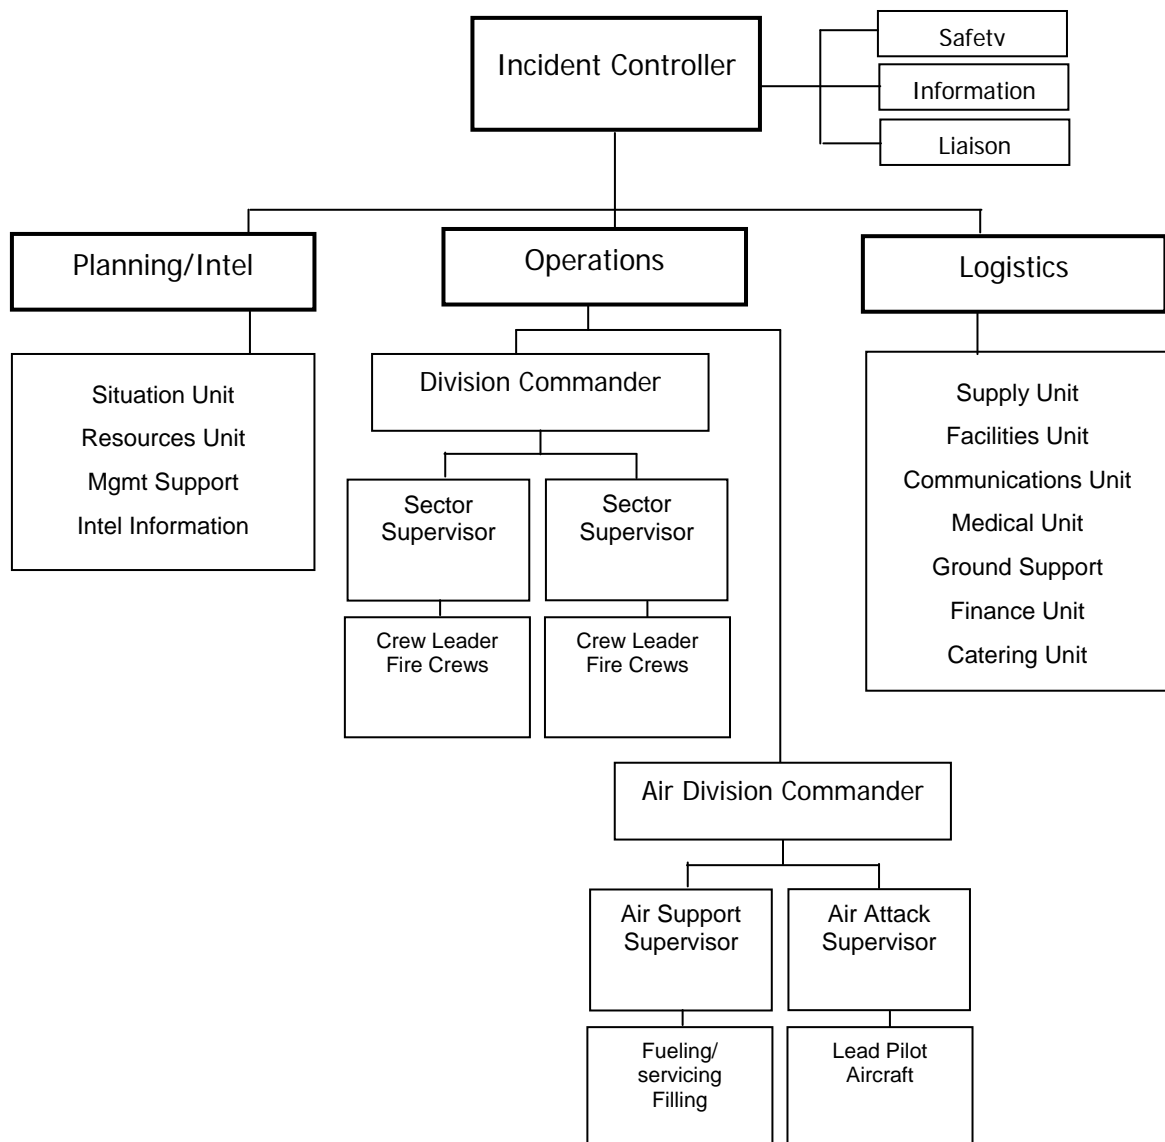 Incident Controller
Safety
Information
Liaison
Planning/Intel
Operations
Logistics
Situation Unit
Resources Unit
Mgmt Support
Intel Information
Division Commander
Sector
Supervisor
Sector
Supervisor
Crew Leader
Fire Crews
Crew Leader
Fire Crews
Supply Unit
Facilities Unit
Communications Unit
Medical Unit
Ground Support
Finance Unit
Catering Unit
Air Division Commander
Air Support
Supervisor
Air Attack
Supervisor
Fueling/
servicing
Filling
Lead Pilot
Aircraft